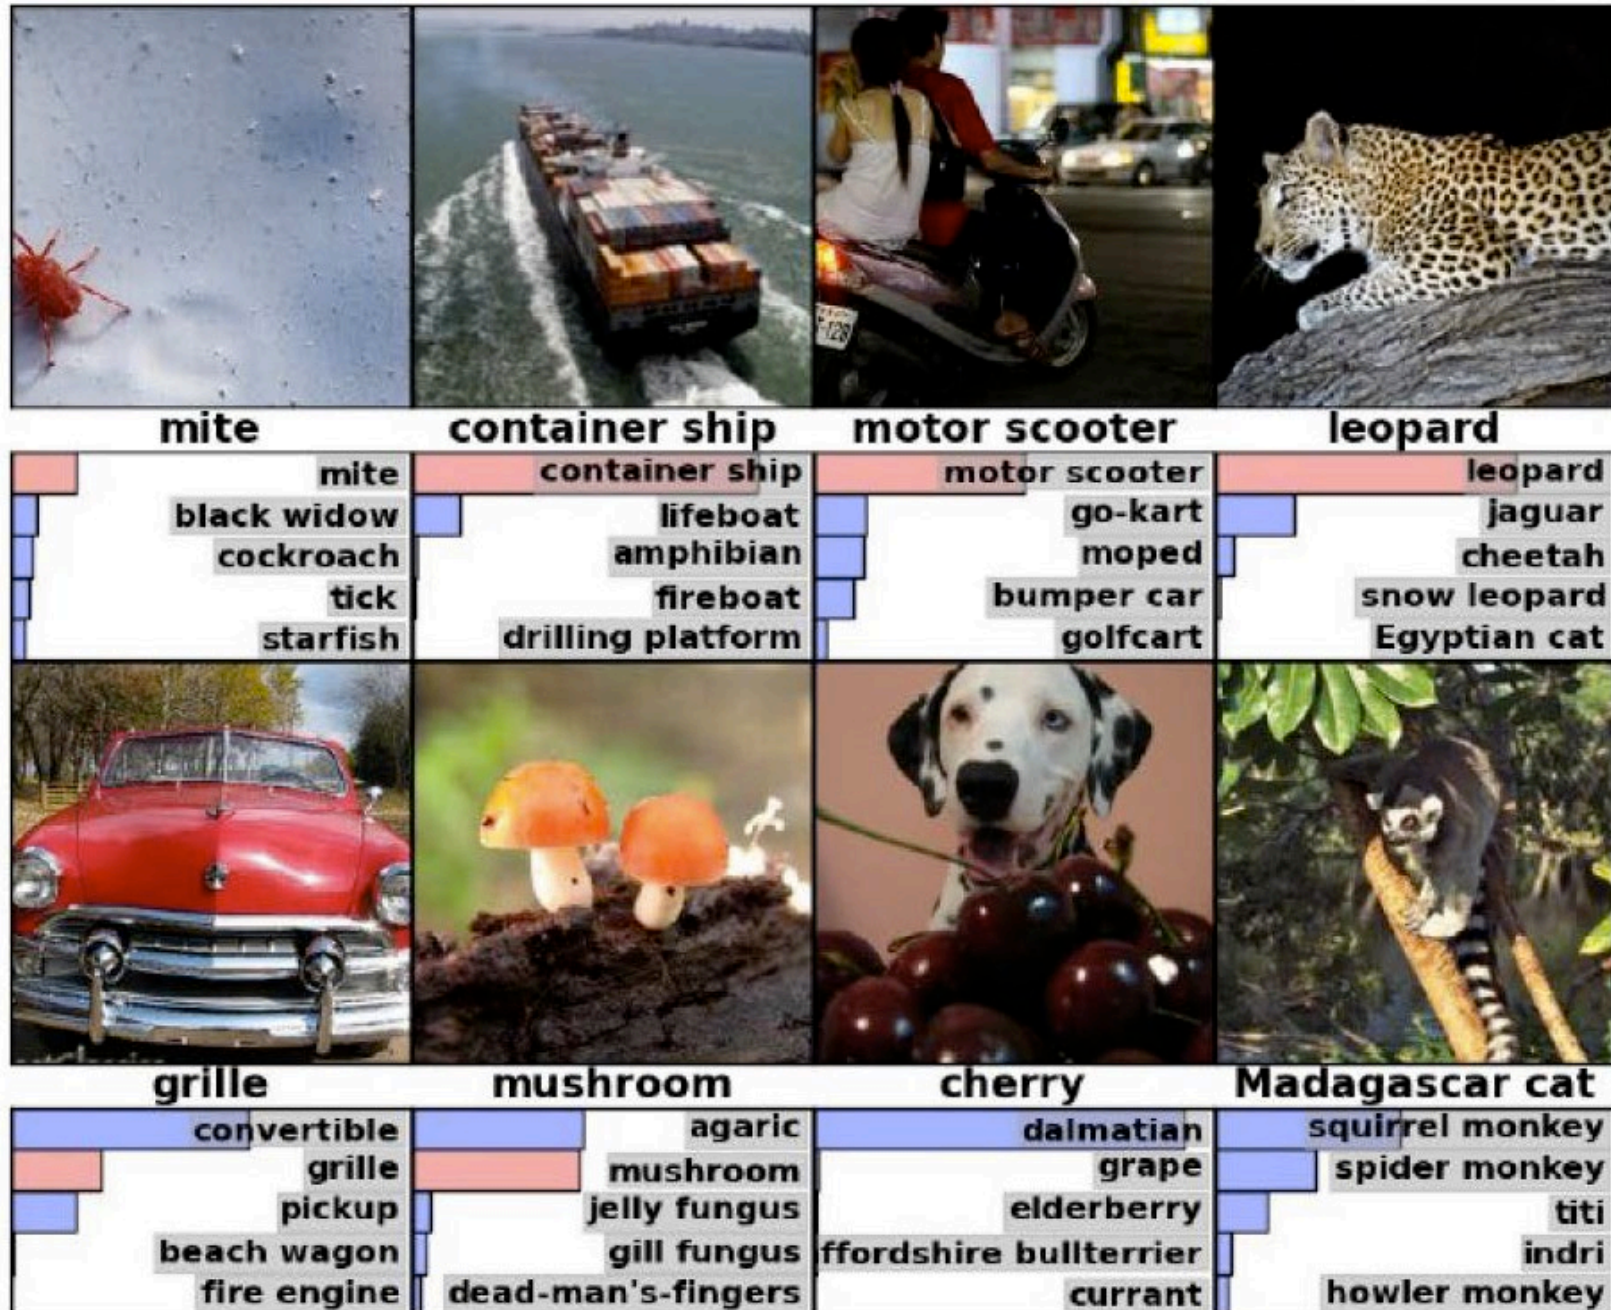 mite
container ship
motor scooter
leopard
mite
black widow
cockroach
tick
starfish
container ship
lifeboat
amphibian
fireboat
drilling platform
motor scooter
go-kart
moped
bumper car
golfcart
leopard
jaguar
cheetah
snow leopard
Egyptian cat
grille
mushroom
cherry
Madagascar cat
convertible
grille
pickup
beach wagon
fire engine
agaric
mushroom
jelly fungus
gill fungus
dead-man's-fingers
dalmatian
grape
elderberry
ffordshire bullterrier
currant
squirrel monkey
spider monkey
titi
indri
howler monkey